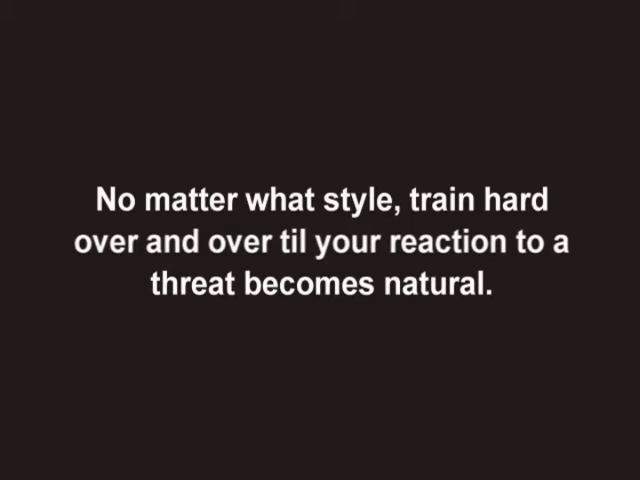 No matter what style, train hard
over and over til your reaction to a
threat becomes natural.